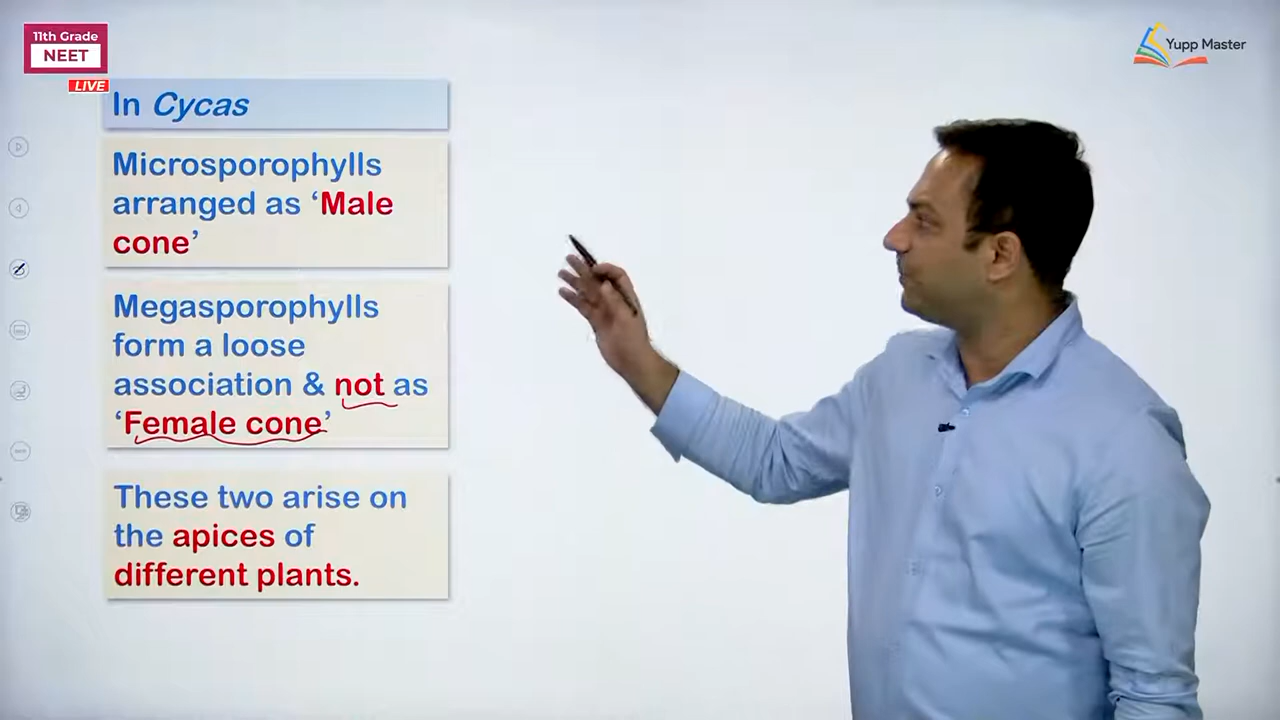 11th Grade
NEET
LIVE
Yupp Master
In Cycas
Microsporophylls
arranged as ‘Male
cone’
Megasporophylls
form a loose
association & not as
‘Female cone’
These two arise on
the apices of
different plants.